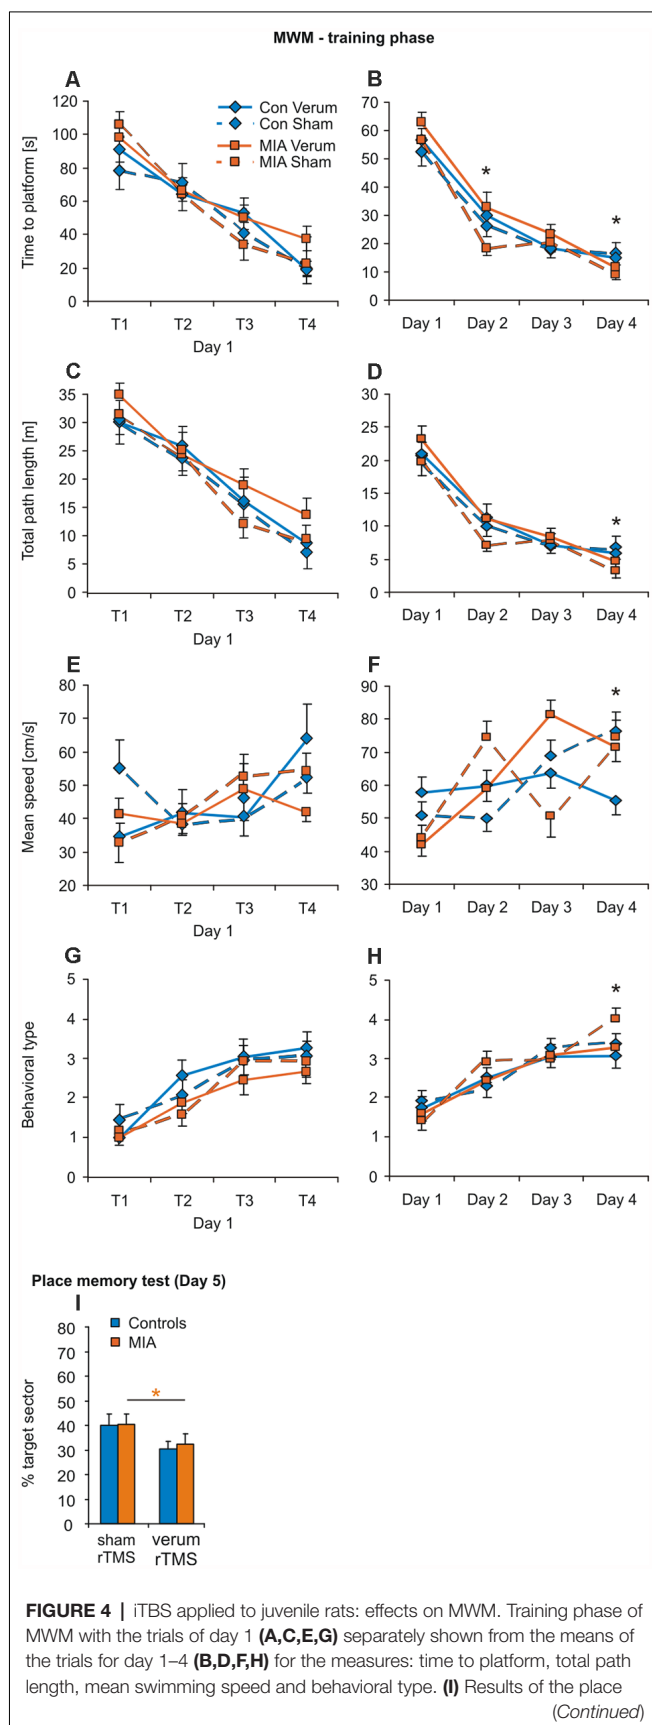 MWM - training phase
A
B
Time to platform [s]
120
100
80
60
40
20
0
T1 T2 T3 T4
Day 1
Con Verum
Con Sham
MIA Verum
MIA Sham
70
60
50
40
30
20
10
0
*
*
Day 1 Day 2 Day 3 Day 4
C
D
Total path length [m]
35
30
25
20
15
10
5
0
T1 T2 T3 T4
Day 1
30
25
20
15
10
5
0
*
Day 1 Day 2 Day 3 Day 4
E
F
Mean speed [cm/s]
80
70
60
50
40
30
20
T1 T2 T3 T4
Day 1
90
80
70
60
50
40
30
*
Day 1 Day 2 Day 3 Day 4
G
H
Behavioral type
5
4
3
2
1
0
T1 T2 T3 T4
Day 1
5
4
3
2
1
0
*
Day 1 Day 2 Day 3 Day 4
Place memory test (Day 5)
I
Controls
MIA
% target sector
80
70
60
50
40
30
20
10
0
*
sham verum
rTMS rTMS
FIGURE 4 | iTBS applied to juvenile rats: effects on MWM. Training phase of
MWM with the trials of day 1 (A,C,E,G) separately shown from the means of
the trials for day 1–4 (B,D,F,H) for the measures: time to platform, total path
length, mean swimming speed and behavioral type. (I) Results of the place
(Continued)